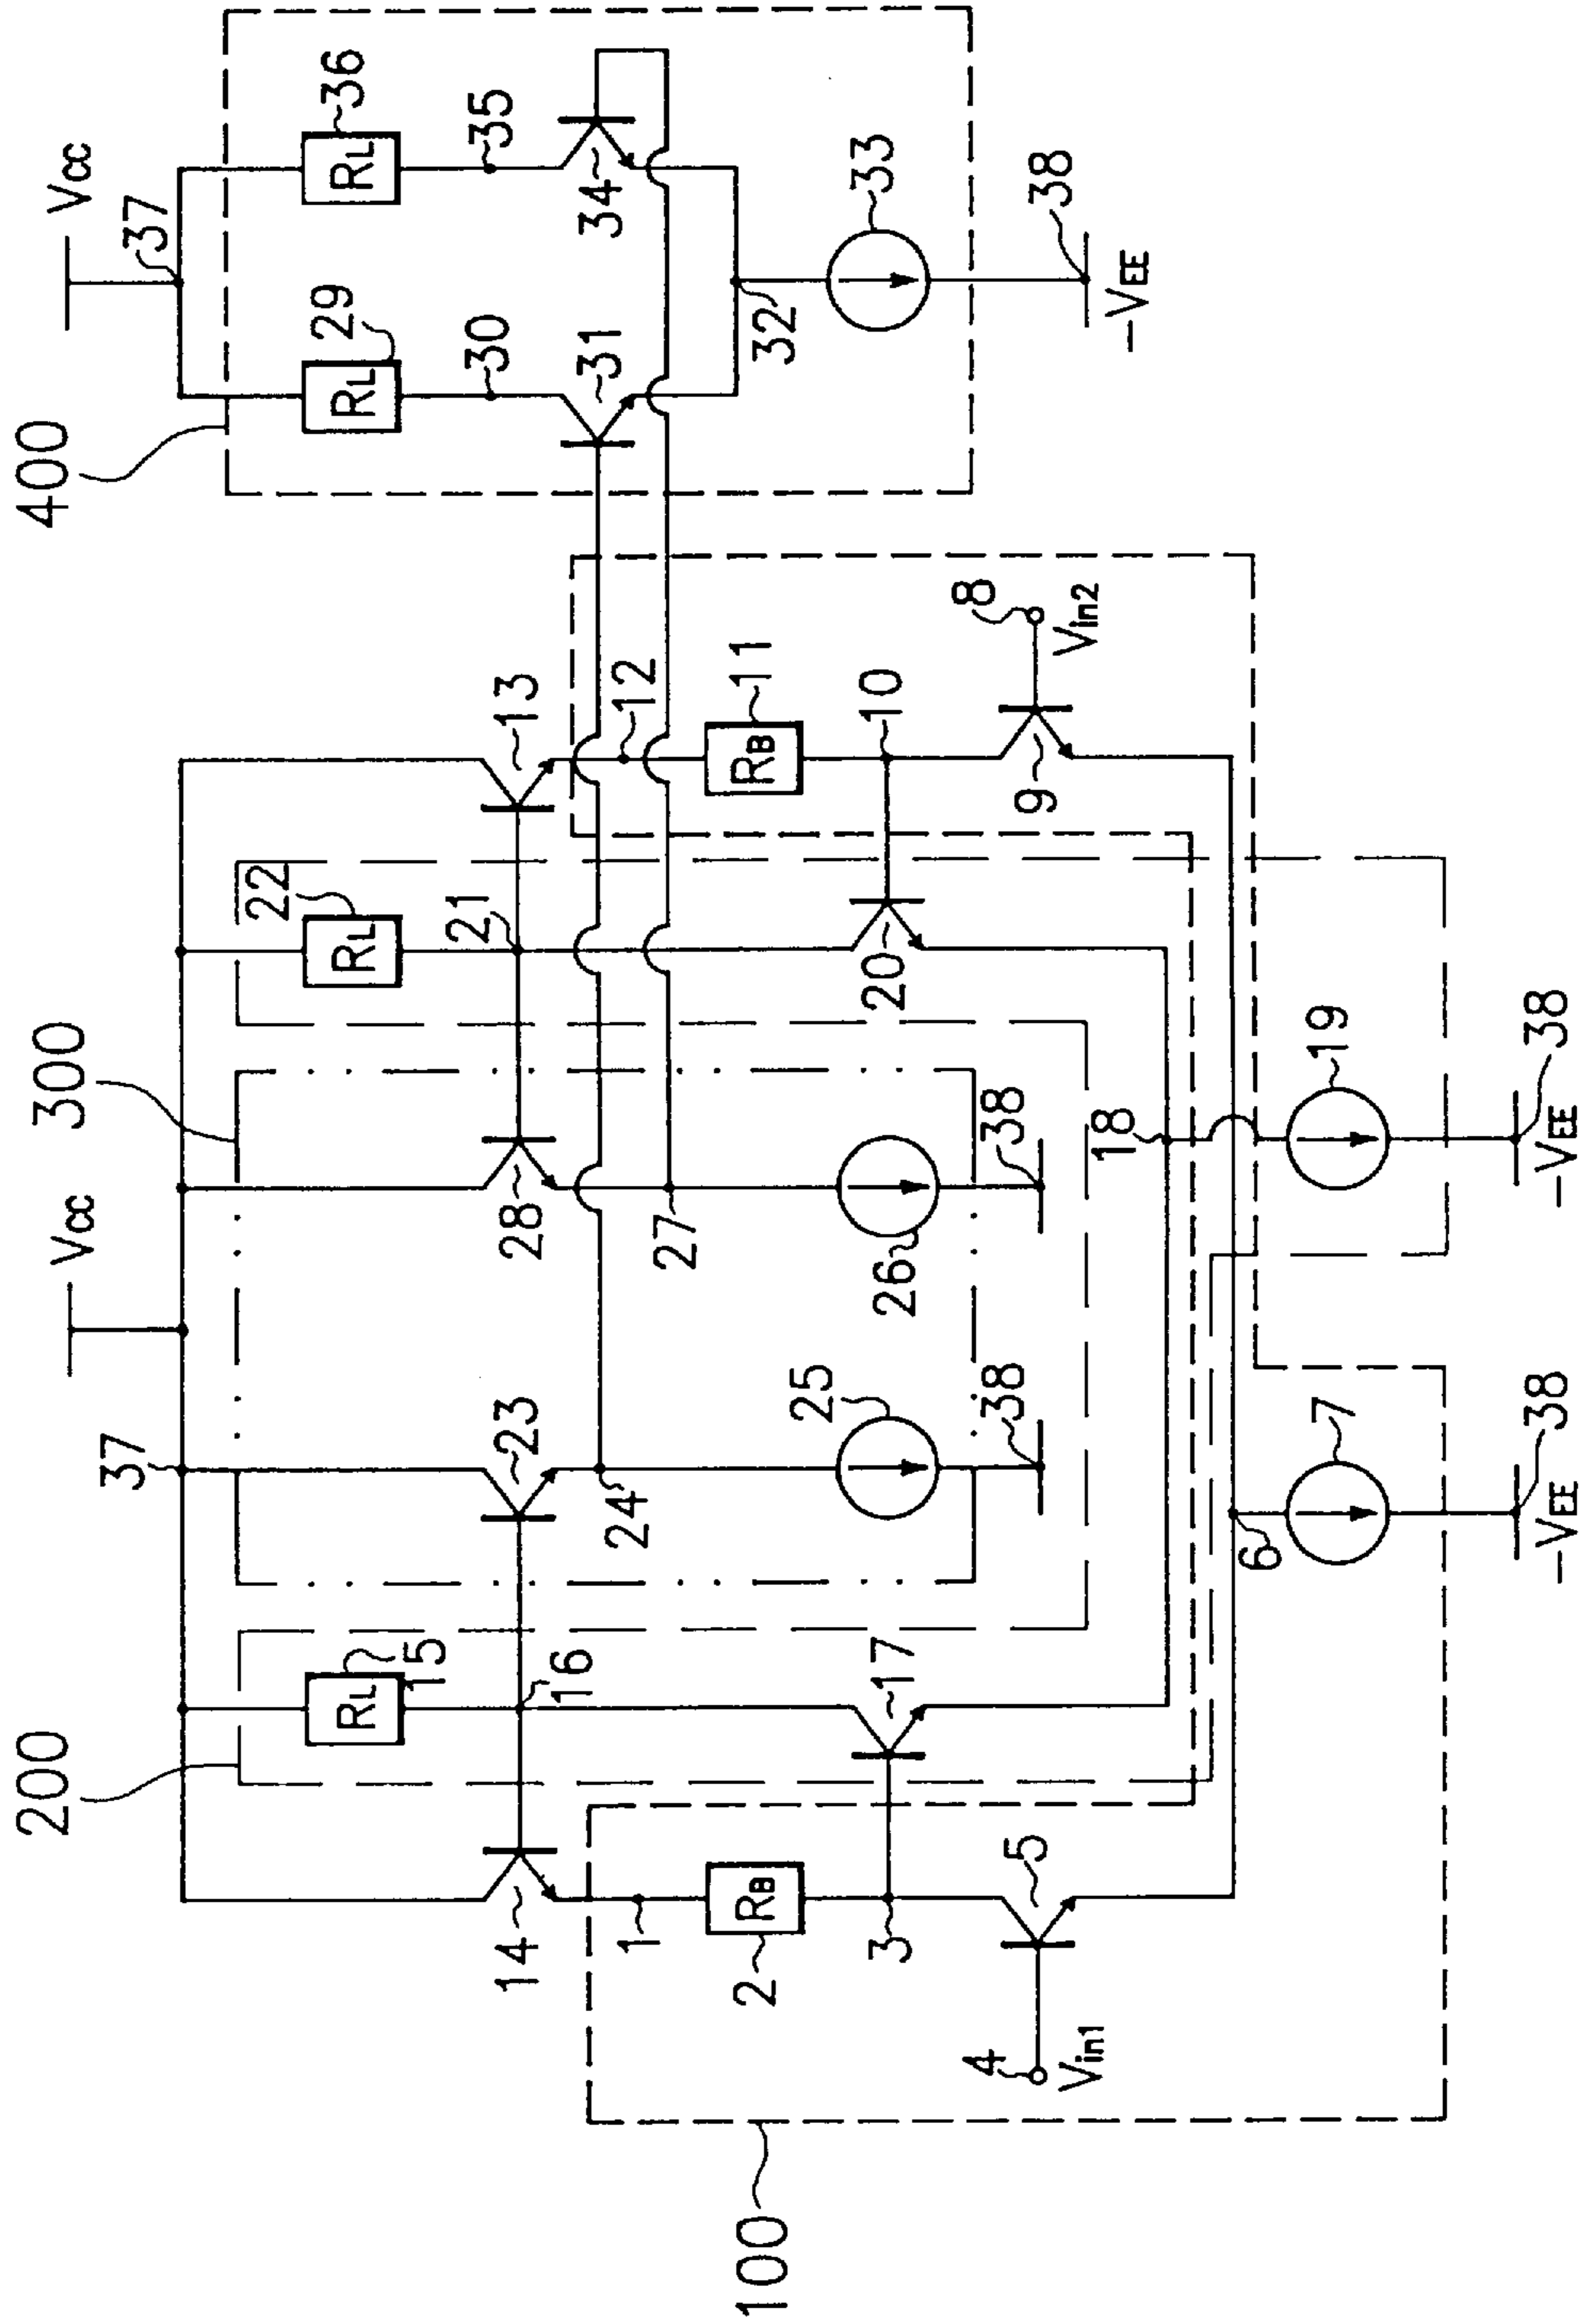 200 300 400
Vcc Vcc
37 37
22 29 36
RL RL RL RL
15
21 30 35
14 23 28 13
16 31 34
1 24 12
27
100 2 RB RB 11 32
25 33
3 17 20 10
26
4 8
38 38
5 9 38
Vin1 Vin2
18 −VEE
6
7 19
38 38
−VEE −VEE